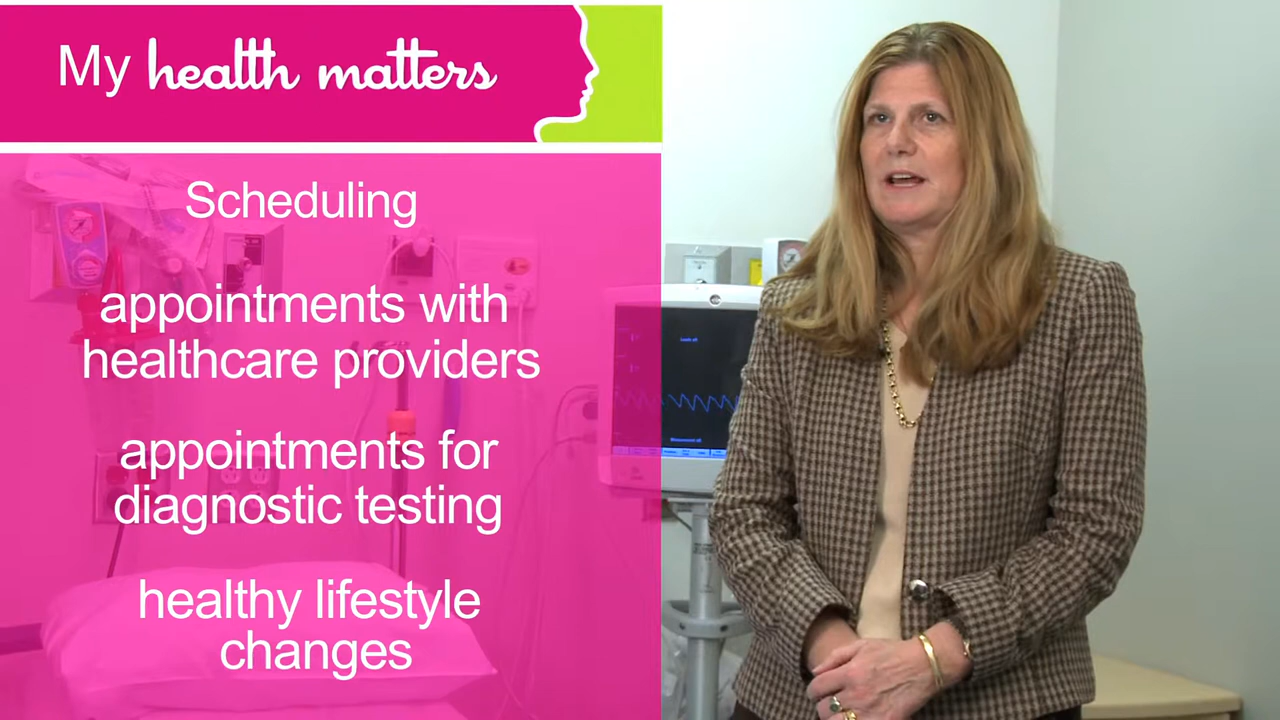 My health matters
Scheduling
appointments with
healthcare providers
appointments for
diagnostic testing
healthy lifestyle
changes